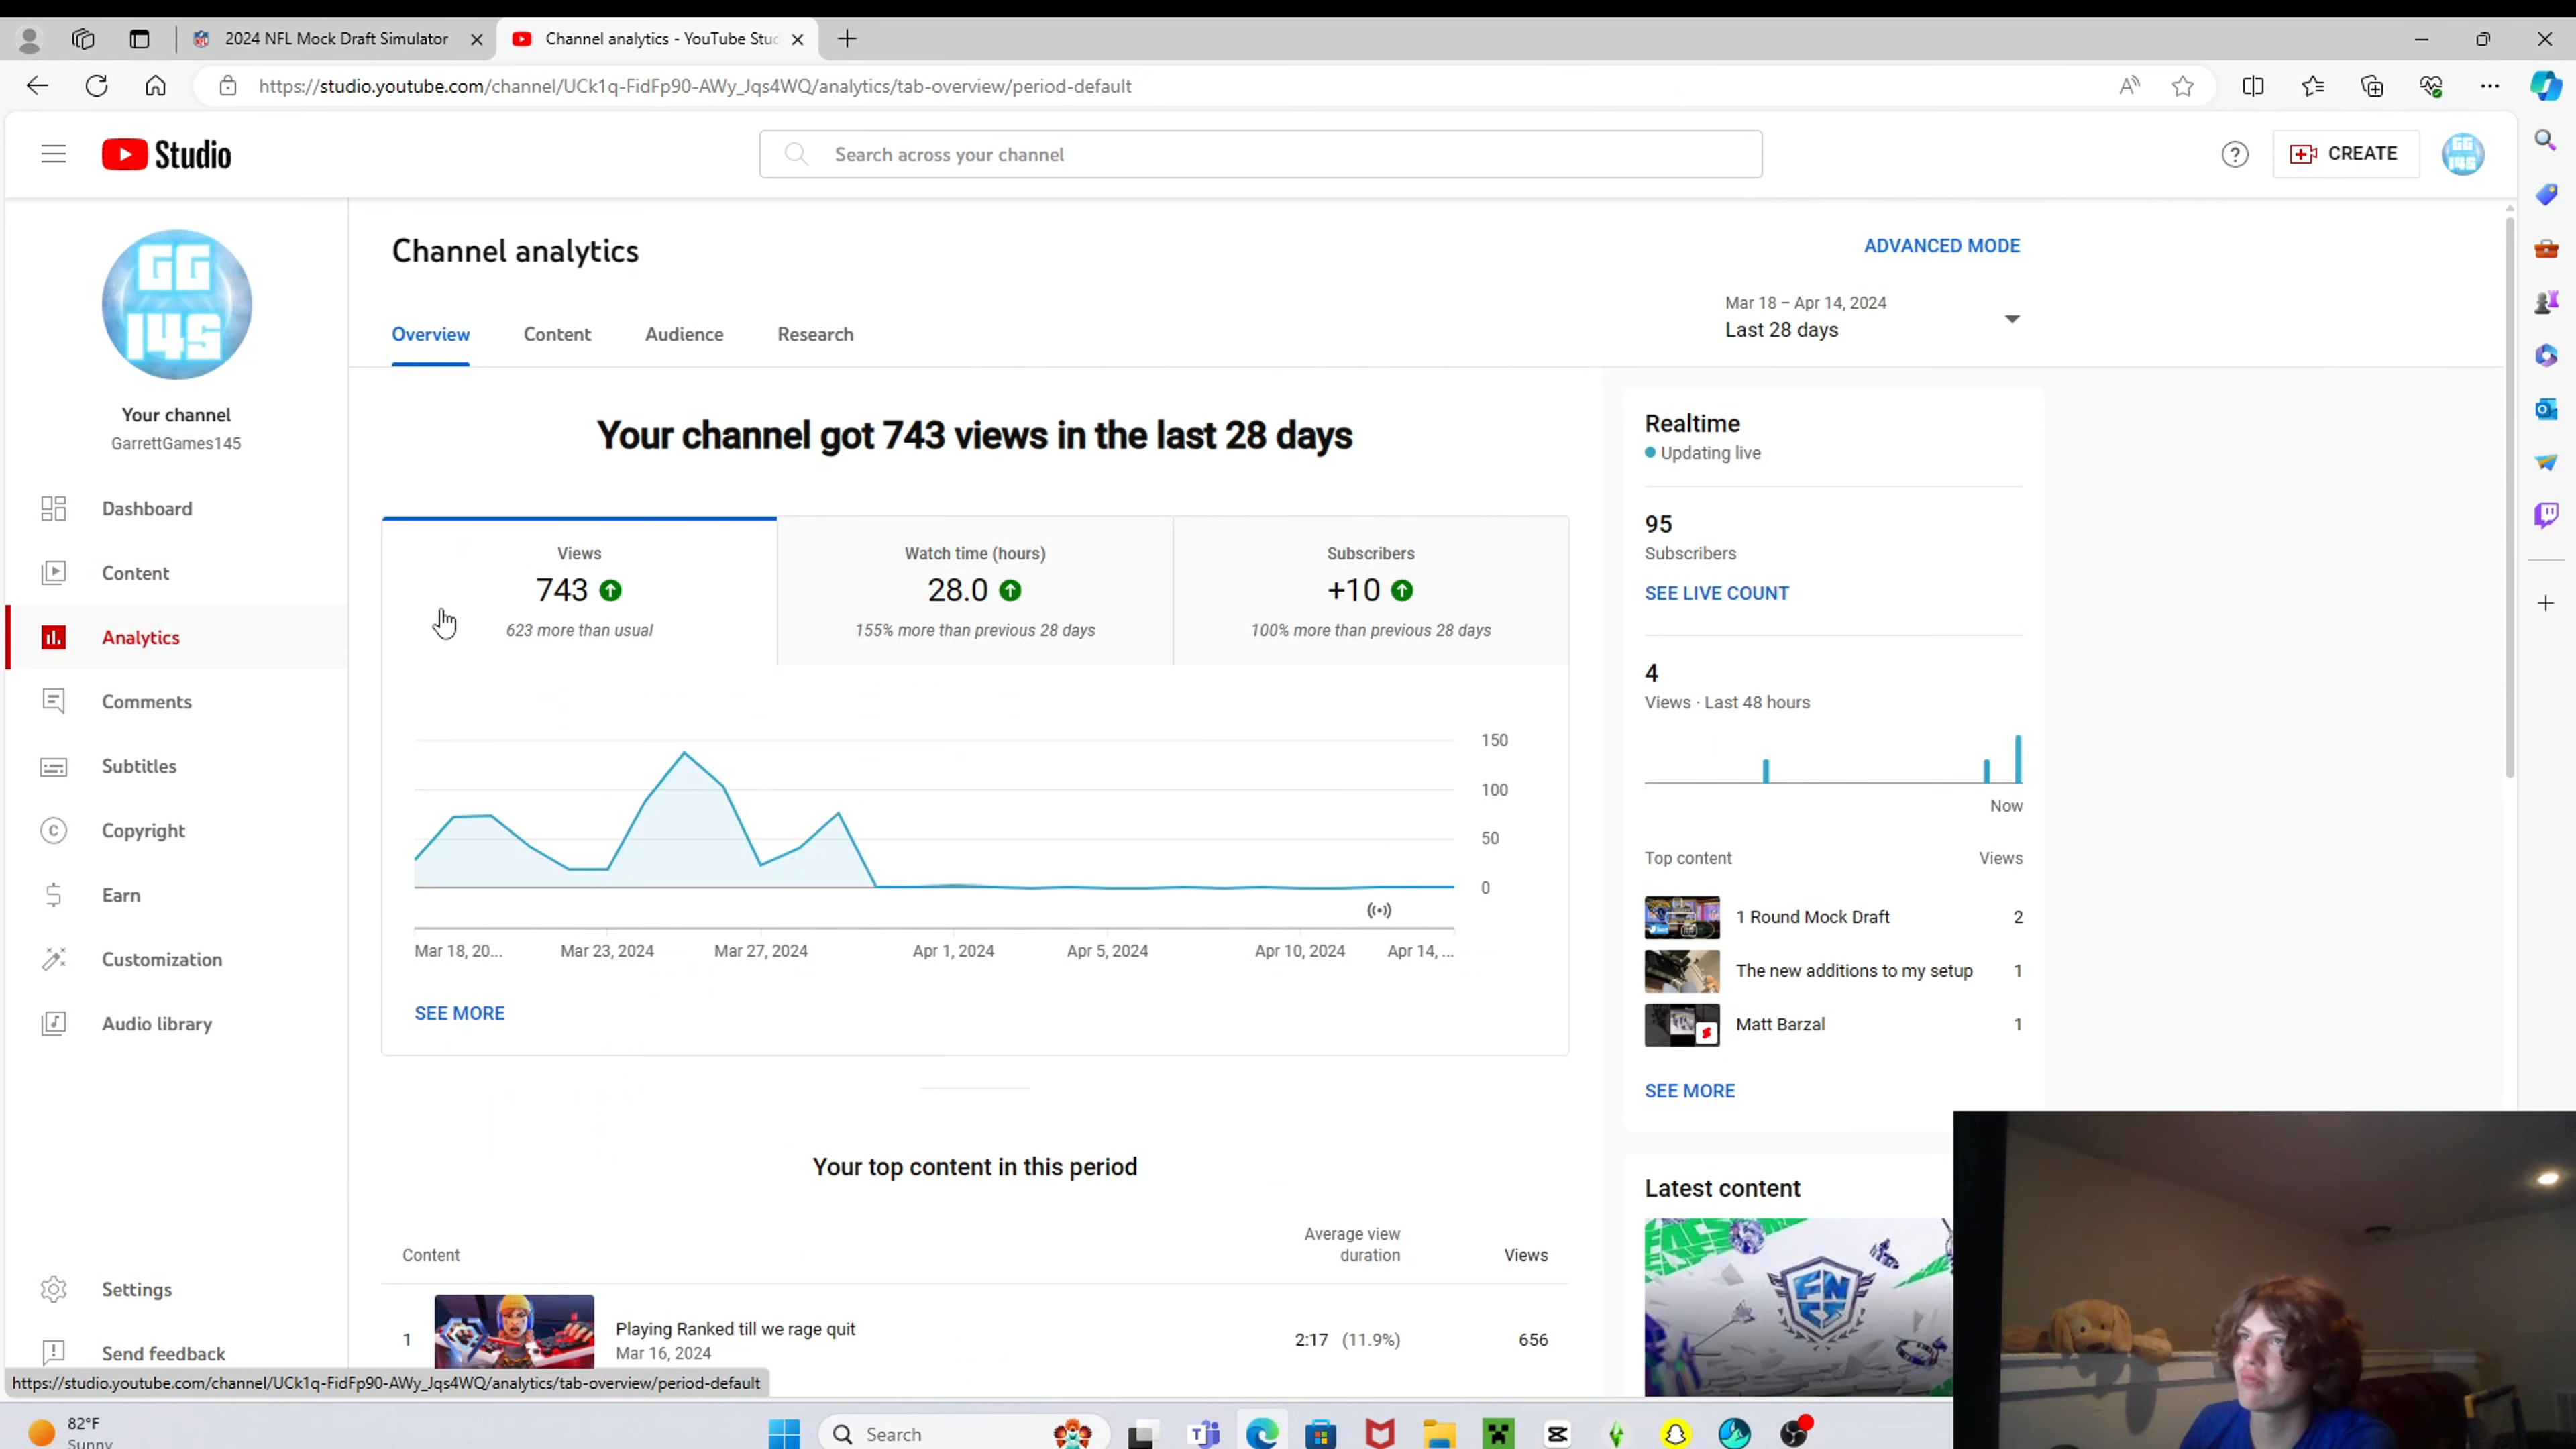 2024 NFL Mock Draft Simulator
Channel analytics - YouTube Stu
https://studio.youtube.com/channel/UCk1q-FidFp90-AWy_Jqs4WQ/analytics/tab-overview/period-default
Studio
Search across your channel
CREATE
GG
145
Your channel
GarrettGames145
Dashboard
Content
Analytics
Comments
Subtitles
Copyright
Earn
Customization
Audio library
Settings
Send feedback
Channel analytics
ADVANCED MODE
Mar 18 – Apr 14, 2024
Last 28 days
Overview
Content
Audience
Research
Your channel got 743 views in the last 28 days
Views
743
623 more than usual
Watch time (hours)
28.0
155% more than previous 28 days
Subscribers
+10
100% more than previous 28 days
150
100
50
0
Mar 18, 20...
Mar 23, 2024
Mar 27, 2024
Apr 1, 2024
Apr 5, 2024
Apr 10, 2024
Apr 14, ...
SEE MORE
Your top content in this period
Content
Average view
duration
Views
1
Playing Ranked till we rage quit
Mar 16, 2024
2:17 (11.9%)
656
Realtime
Updating live
95
Subscribers
SEE LIVE COUNT
4
Views · Last 48 hours
Now
Top content
Views
1 Round Mock Draft
2
The new additions to my setup
1
Matt Barzal
1
SEE MORE
Latest content
FN
CS
https://studio.youtube.com/channel/UCk1q-FidFp90-AWy_Jqs4WQ/analytics/tab-overview/period-default
82°F
Sunny
Search